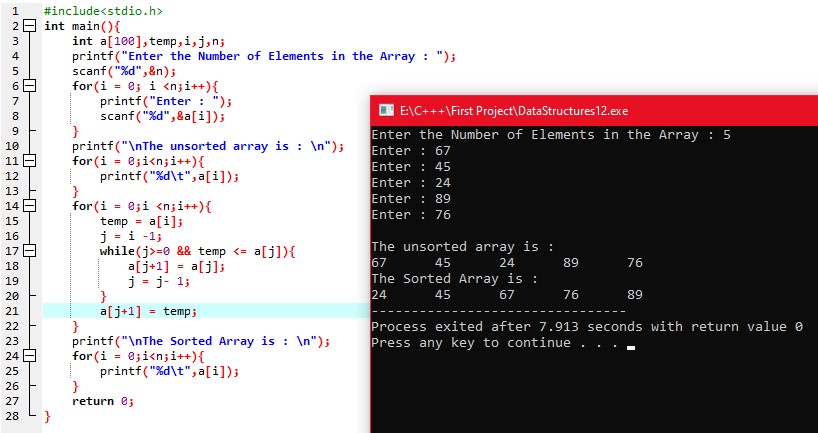 1 #include<stdio.h>
2 int main(){
3 int a[100],temp,i,j,n;
4 printf("Enter the Number of Elements in the Array : ");
5 scanf("%d",&n);
6 for(i = 0; i <n;i++){
7 printf("Enter : ");
8 scanf("%d",&a[i]);
9 }
10 printf("\nThe unsorted array is : \n");
11 for(i = 0;i<n;i++){
12 printf("%d\t",a[i]);
13 }
14 for(i = 0;i <n;i++){
15 temp = a[i];
16 j = i -1;
17 while(j>=0 && temp <= a[j]){
18 a[j+1] = a[j];
19 j = j- 1;
20 }
21 a[j+1] = temp;
22 }
23 printf("\nThe Sorted Array is : \n");
24 for(i = 0;i<n;i++){
25 printf("%d\t",a[i]);
26 }
27 return 0;
28 }
E:\C+++\First Project\DataStructures12.exe
Enter the Number of Elements in the Array : 5
Enter : 67
Enter : 45
Enter : 24
Enter : 89
Enter : 76
The unsorted array is :
67 45 24 89 76
The Sorted Array is :
24 45 67 76 89
--------------------------------
Process exited after 7.913 seconds with return value 0
Press any key to continue . . .